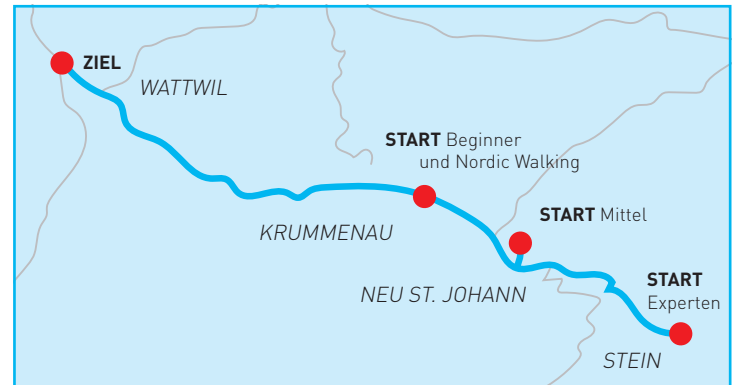 ZIEL
WATTWIL
START Beginner
und Nordic Walking
START Mittel
KRUMMENAU
START
Experten
NEU ST. JOHANN
STEIN